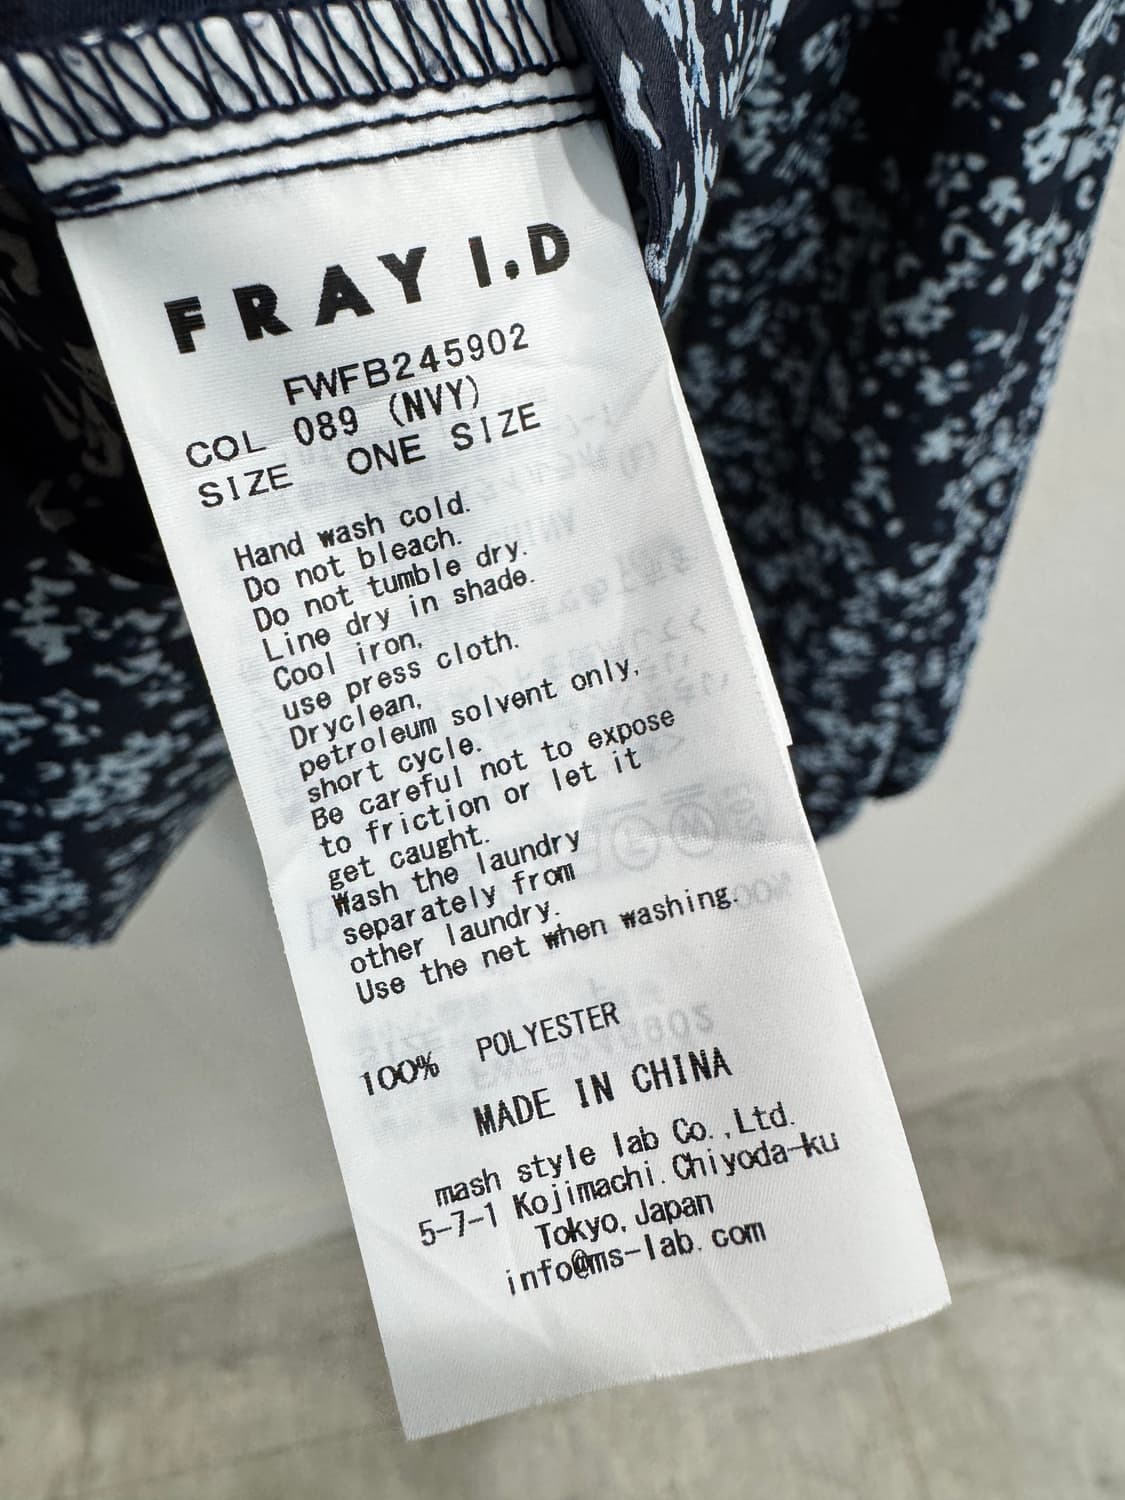 FRAY I.D
FWFB245902
COL 089 (NVY)
SIZE ONE SIZE
Hand wash cold.
Do not bleach.
Do not tumble dry.
Line dry in shade.
Cool iron,
use press cloth.
Dryclean,
petroleum solvent only,
short cycle.
Be careful not to expose
to friction or let it
get caught.
Wash the laundry
separately from
other laundry.
Use the net when washing.
100% POLYESTER
MADE IN CHINA
mash style lab Co.,Ltd.
5-7-1 Kojimachi.Chiyoda-ku
Tokyo,Japan
info@ms-lab.com